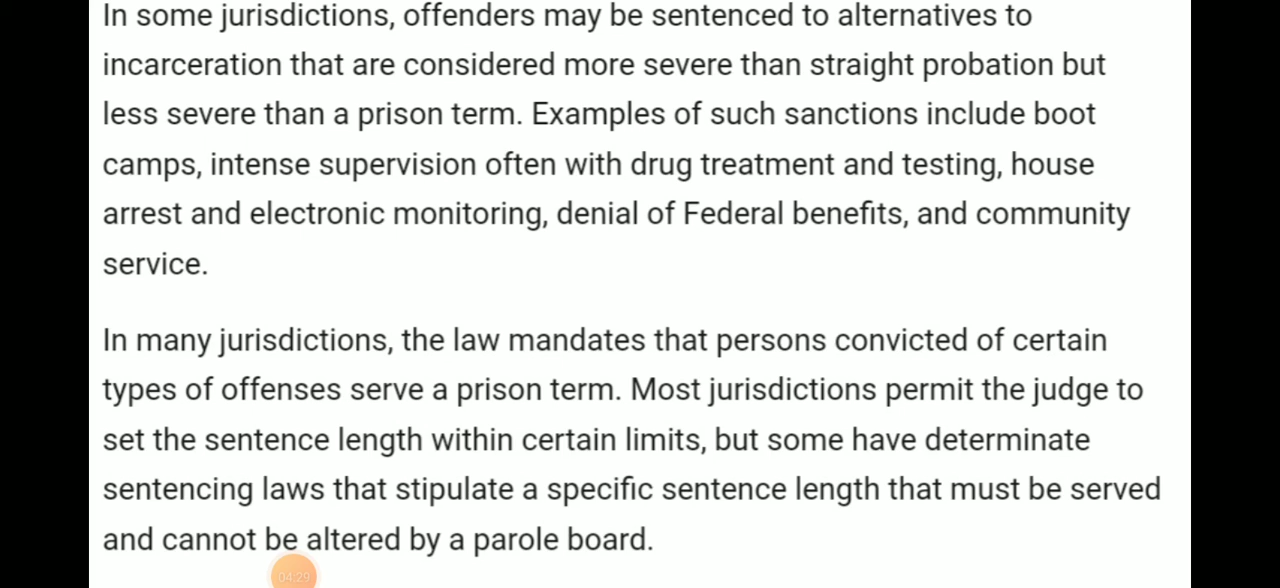 In some jurisdictions, offenders may be sentenced to alternatives to
incarceration that are considered more severe than straight probation but
less severe than a prison term. Examples of such sanctions include boot
camps, intense supervision often with drug treatment and testing, house
arrest and electronic monitoring, denial of Federal benefits, and community
service.
In many jurisdictions, the law mandates that persons convicted of certain
types of offenses serve a prison term. Most jurisdictions permit the judge to
set the sentence length within certain limits, but some have determinate
sentencing laws that stipulate a specific sentence length that must be served
and cannot be altered by a parole board.
04:29